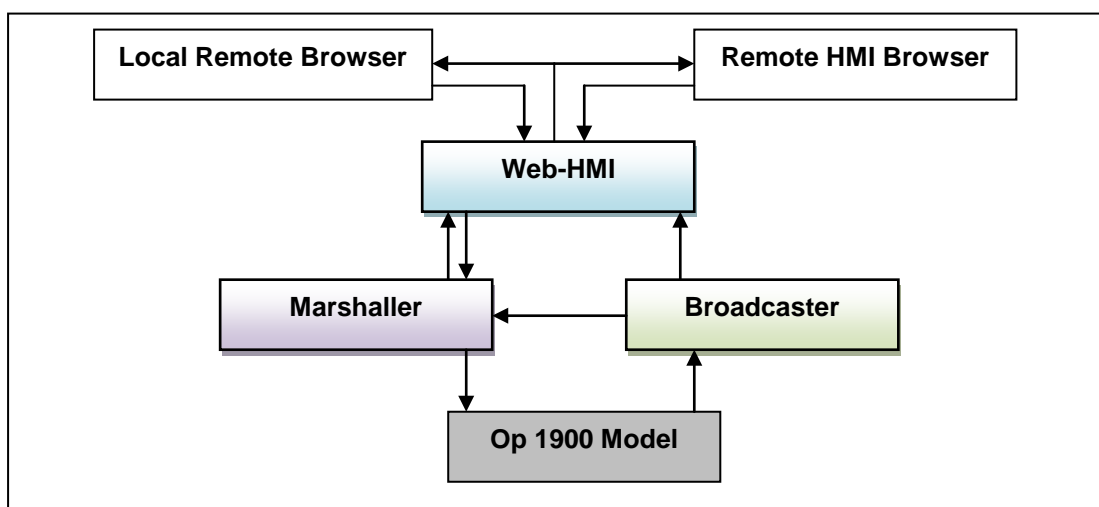 Local Remote Browser
Remote HMI Browser
Web-HMI
Marshaller
Broadcaster
Op 1900 Model